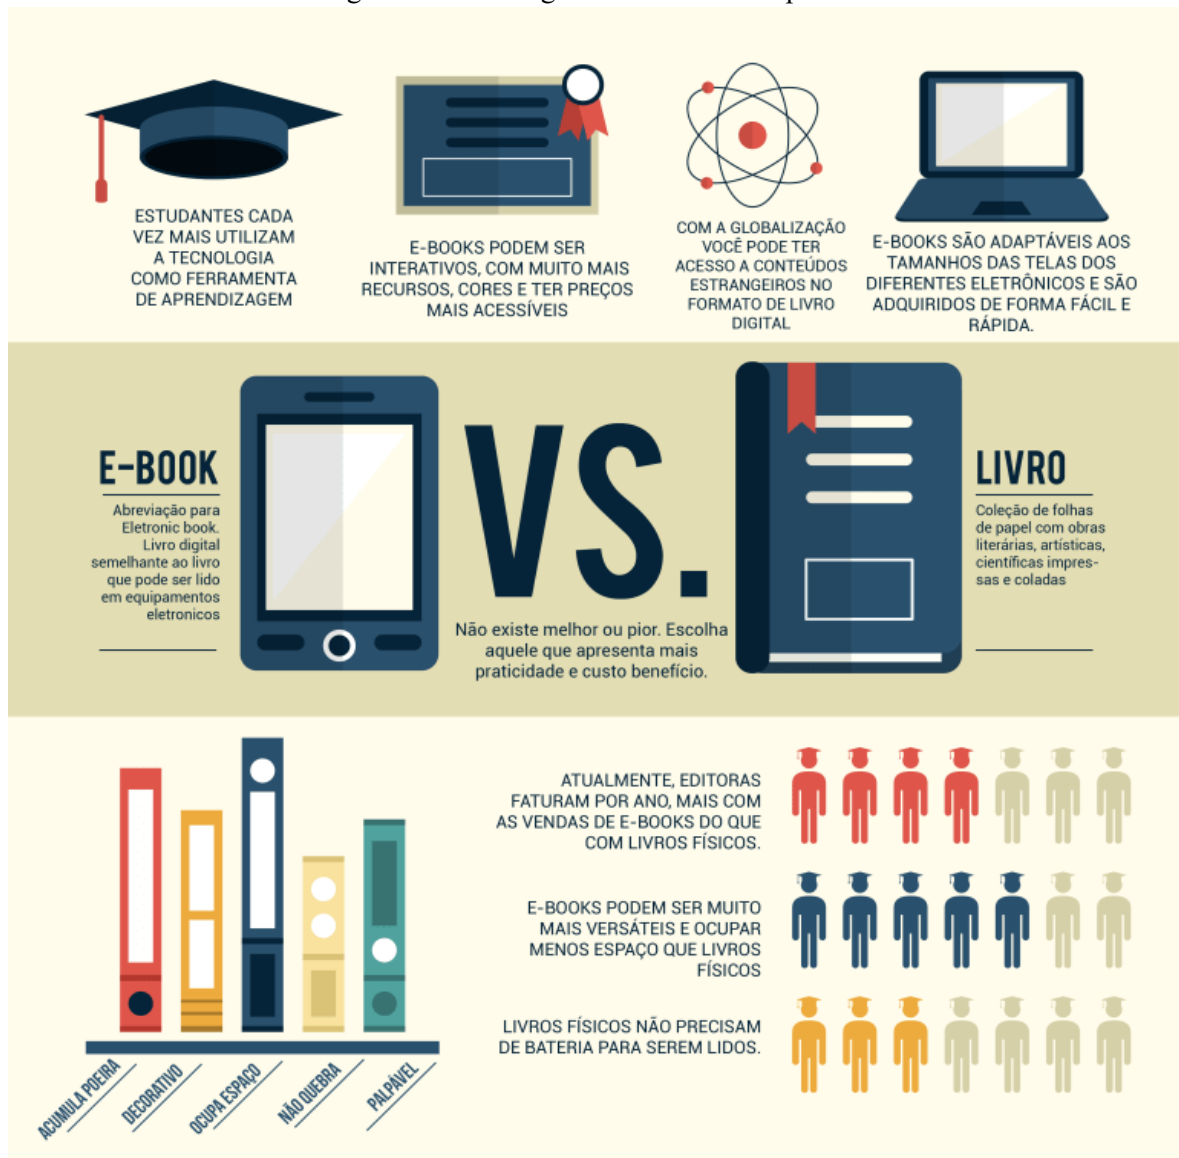 ESTUDANTES CADA
VEZ MAIS UTILIZAM
A TECNOLOGIA
COMO FERRAMENTA
DE APRENDIZAGEM
E-BOOKS PODEM SER
INTERATIVOS, COM MUITO MAIS
RECURSOS, CORES E TER PREÇOS
MAIS ACESSÍVEIS
COM A GLOBALIZAÇÃO
VOCÊ PODE TER
ACESSO A CONTEÚDOS
ESTRANGEIROS NO
FORMATO DE LIVRO
DIGITAL
E-BOOKS SÃO ADAPTÁVEIS AOS
TAMANHOS DAS TELAS DOS
DIFERENTES ELETRÔNICOS E SÃO
ADQUIRIDOS DE FORMA FÁCIL E
RÁPIDA.
E-BOOK
Abreviação para
Eletronic book.
Livro digital
semelhante ao livro
que pode ser lido
em equipamentos
eletronicos
VS.
Não existe melhor ou pior. Escolha
aquele que apresenta mais
praticidade e custo benefício.
LIVRO
Coleção de folhas
de papel com obras
literárias, artísticas,
científicas impres-
sas e coladas
ACUMULA POEIRA
DECORATIVO
OCUPA ESPAÇO
NÃO QUEBRA
PALPÁVEL
ATUALMENTE, EDITORAS
FATURAM POR ANO, MAIS COM
AS VENDAS DE E-BOOKS DO QUE
COM LIVROS FÍSICOS.
E-BOOKS PODEM SER MUITO
MAIS VERSÁTEIS E OCUPAR
MENOS ESPAÇO QUE LIVROS
FÍSICOS
LIVROS FÍSICOS NÃO PRECISAM
DE BATERIA PARA SEREM LIDOS.